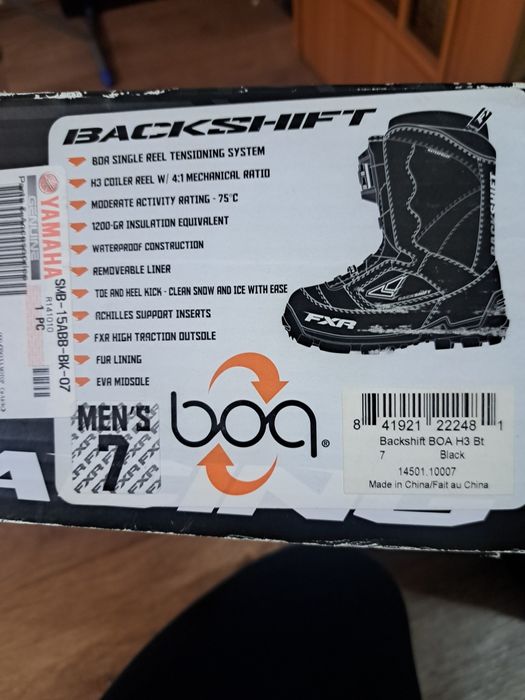 BACKSHIFT
BOA SINGLE REEL TENSIONING SYSTEM
H3 COILER REEL W/ 4:1 MECHANICAL RATIO
MODERATE ACTIVITY RATING - 75°C
1200-GR INSULATION EQUIVALENT
WATERPROOF CONSTRUCTION
REMOVEABLE LINER
TOE AND HEEL KICK - CLEAN SNOW AND ICE WITH EASE
ACHILLES SUPPORT INSERTS
FXR HIGH TRACTION OUTSOLE
FUR LINING
EVA MIDSOLE
MEN'S
7
boa®
FXR
8 41921 22248 1
Backshift BOA H3 Bt
7 Black
14501.10007
Made in China/Fait au China
YAMAHA
GENUINE
SMB-15ABB-BK-07
R141010
1 PC